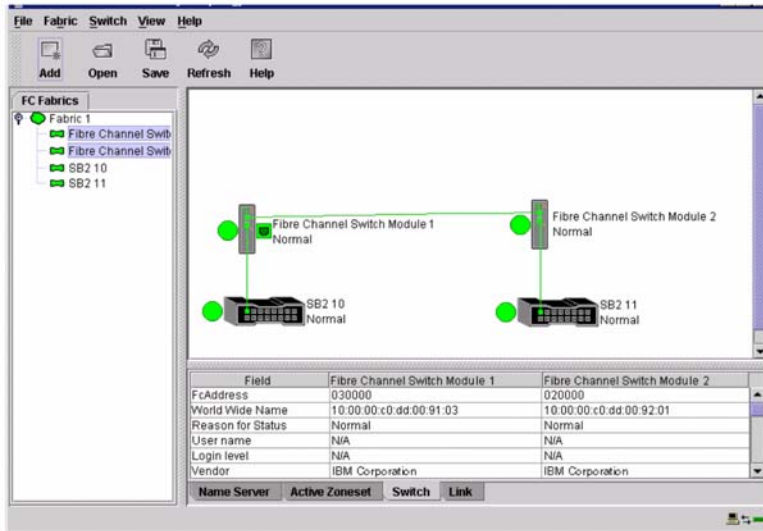 File Fabric Switch View Help
Add Open Save Refresh Help
FC Fabrics
Fabric 1
Fibre Channel Swit
Fibre Channel Swit
SB2 10
SB2 11
Fibre Channel Switch Module 1
Normal
Fibre Channel Switch Module 2
Normal
SB2 10
Normal
SB2 11
Normal
Field Fibre Channel Switch Module 1 Fibre Channel Switch Module 2
FcAddress 030000 020000
World Wide Name 10:00:00:c0:dd:00:91:03 10:00:00:c0:dd:00:92:01
Reason for Status Normal Normal
User name N/A N/A
Login level N/A N/A
Vendor IBM Corporation IBM Corporation
Name Server Active Zoneset Switch Link